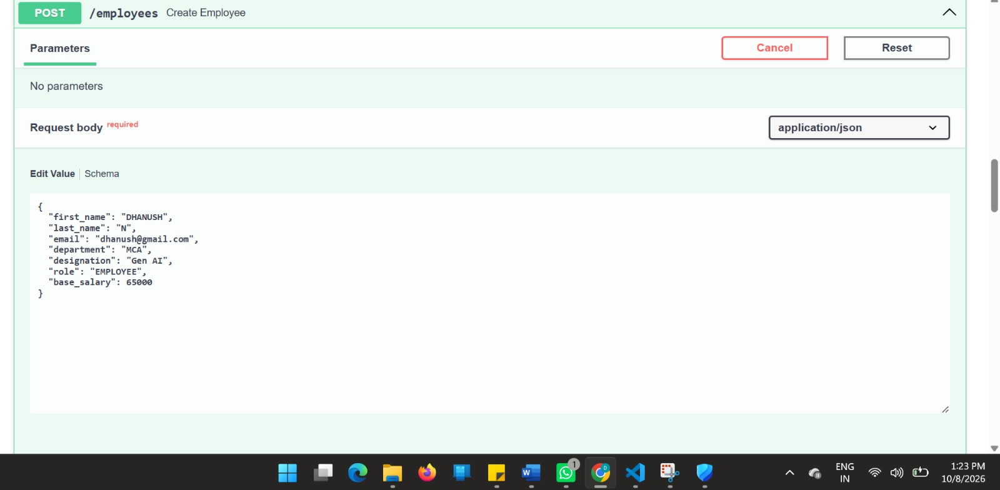 POST /employees Create Employee
Parameters
Cancel
Reset
No parameters
Request body required
application/json
Edit Value | Schema
{
  "first_name": "DHANUSH",
  "last_name": "N",
  "email": "dhanush@gmail.com",
  "department": "MCA",
  "designation": "Gen AI",
  "role": "EMPLOYEE",
  "base_salary": 65000
}
W
1
D
ENG
IN
1:23 PM
10/8/2026